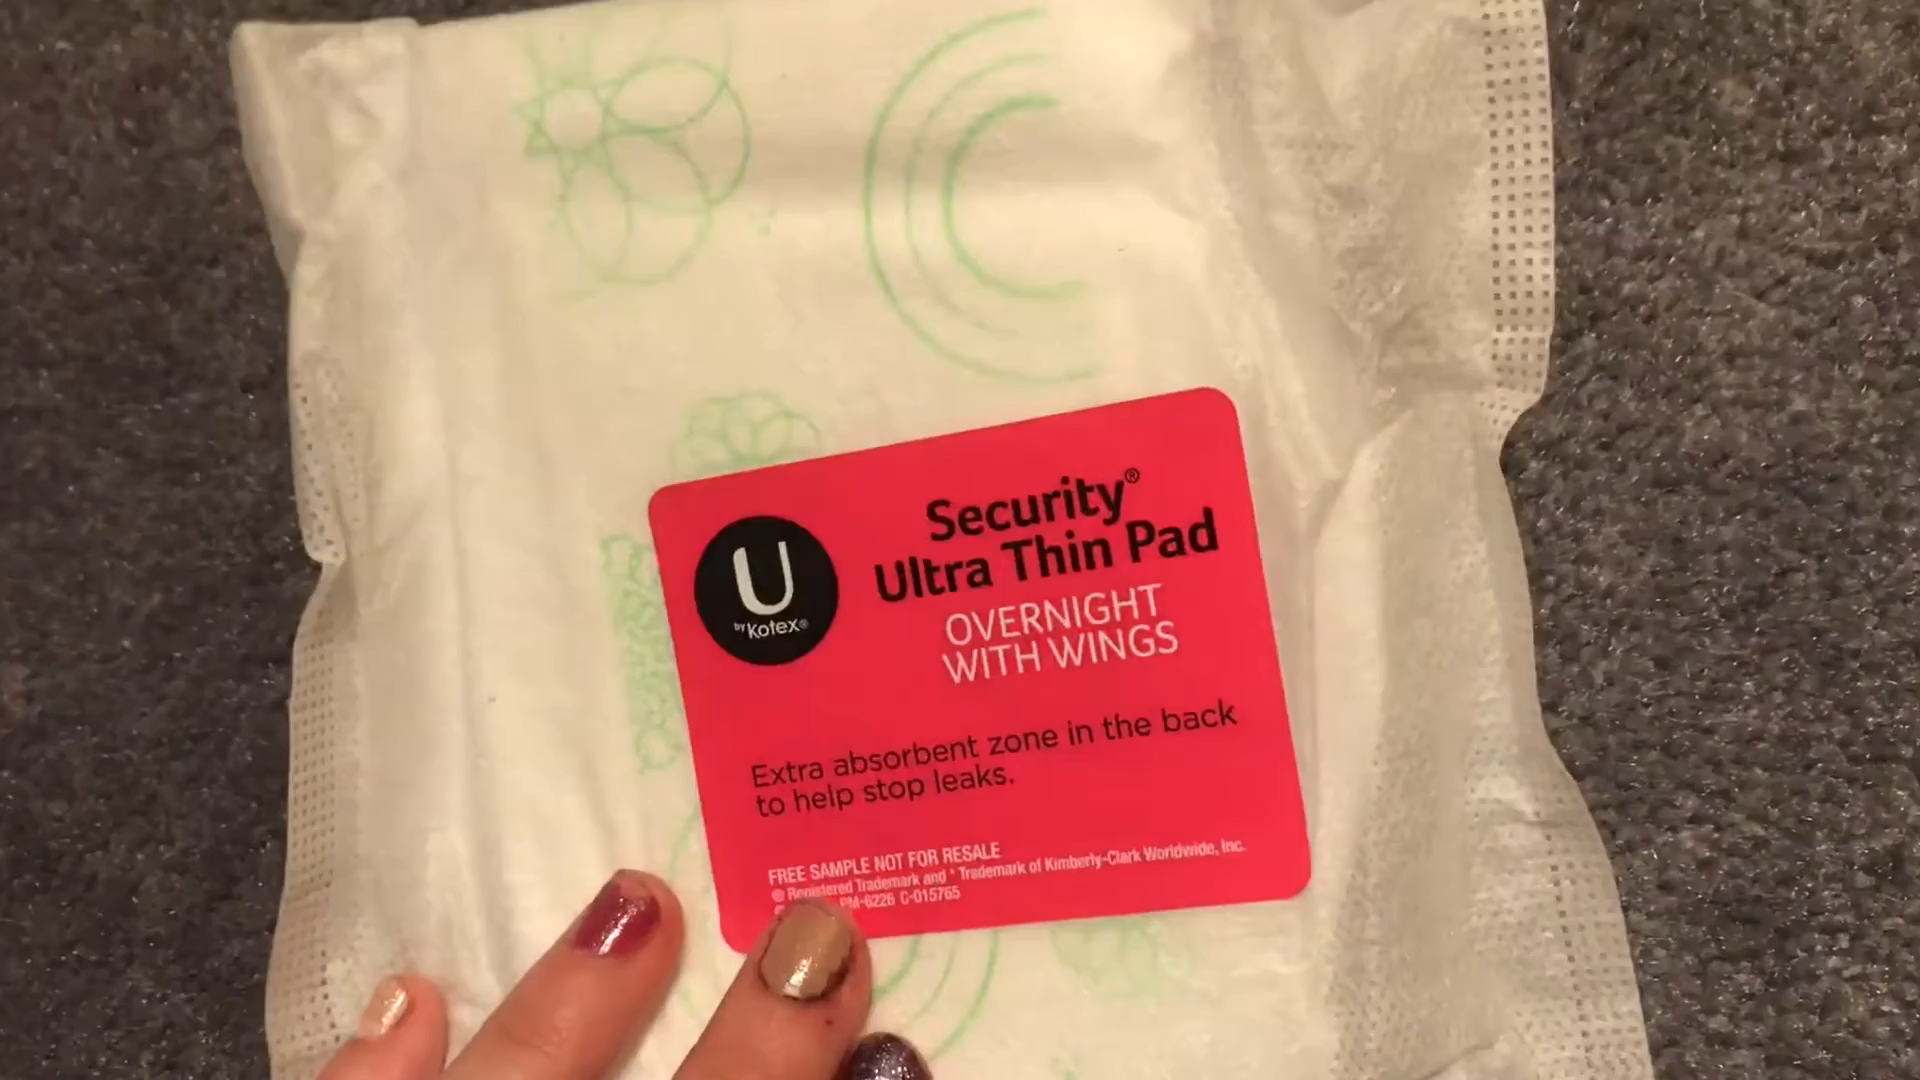 Security®
Ultra Thin Pad
OVERNIGHT
WITH WINGS
U
by Kotex®
Extra absorbent zone in the back
to help stop leaks.
FREE SAMPLE NOT FOR RESALE
® Registered Trademark and * Trademark of Kimberly-Clark Worldwide, Inc.
PM-6226 C-015765